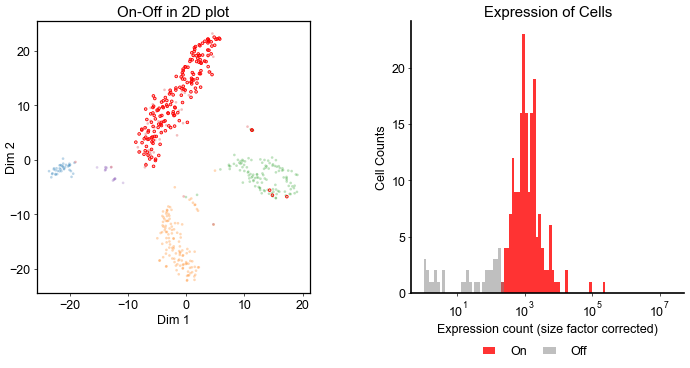 On-Off in 2D plot
Dim 2
20
10
0
−10
−20
−20 −10 0 10 20
Dim 1
Expression of Cells
Cell Counts
20
15
10
5
0
10^1 10^3 10^5 10^7
Expression count (size factor corrected)
On Off